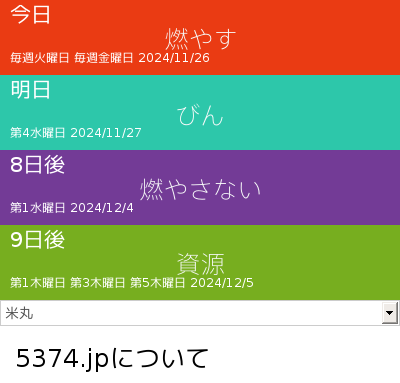 今日
燃やす
毎週火曜日 毎週金曜日 2024/11/26
明日
びん
第4水曜日 2024/11/27
8日後
燃やさない
第1水曜日 2024/12/4
9日後
資源
第1木曜日 第3木曜日 第5木曜日 2024/12/5
米丸
5374.jpについて